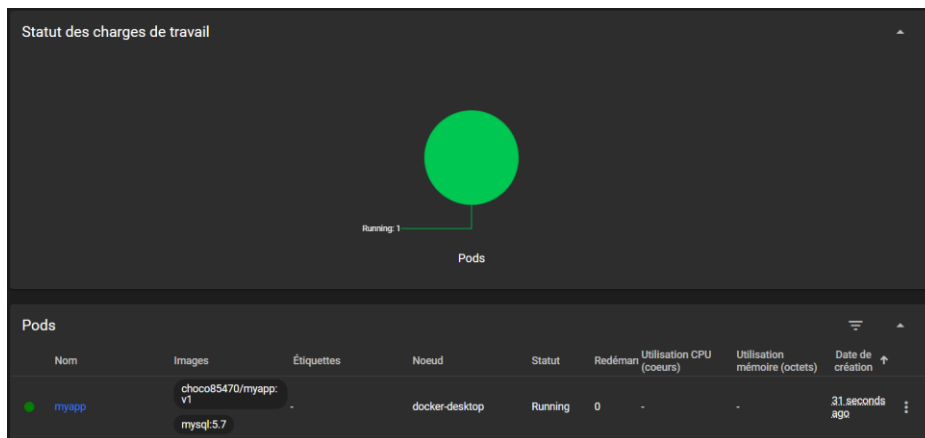 Statut des charges de travail
Running: 1
Pods
Pods
Nom Images Étiquettes Noeud Statut Redéman Utilisation CPU (coeurs) Utilisation mémoire (octets) Date de création
myapp choco85470/myapp:v1 - docker-desktop Running 0 - - 31 seconds ago
mysql:5.7